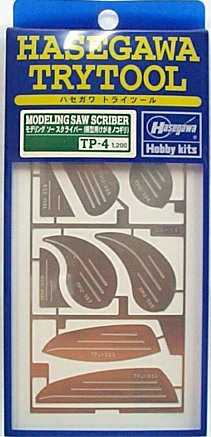 HASEGAWA
TRYTOOL
ハセガワ トライツール
MODELING SAW SCRIBER
モデリング ソー スクライバー (模型用けがきノコギリ)
TP-4 1,200
Hasegawa
Hobby kits